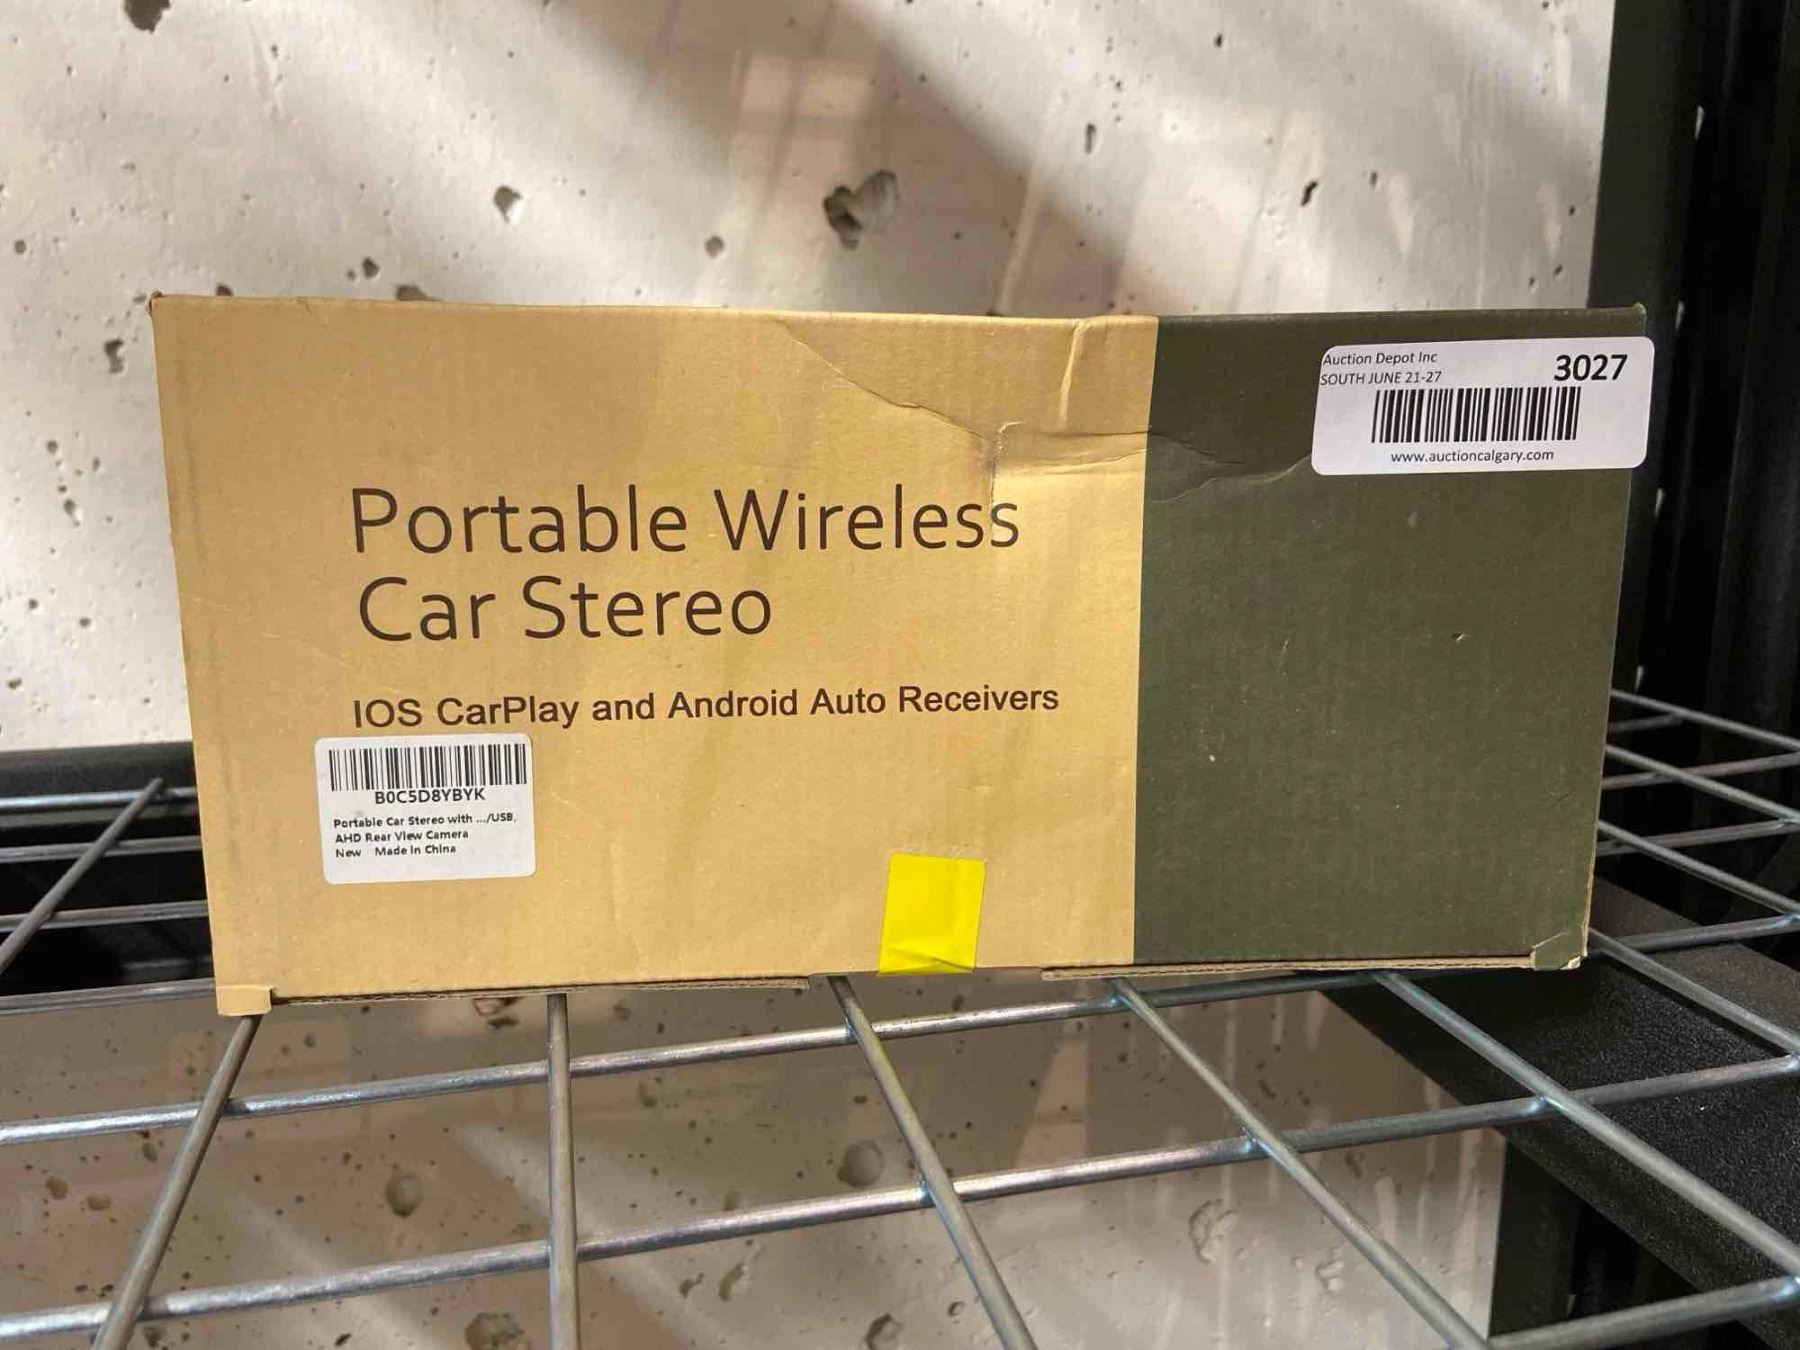 Auction Depot Inc
3027
SOUTH JUNE 21-27
www.auctioncalgary.com
Portable Wireless
Car Stereo
IOS CarPlay and Android Auto Receivers
B0C5D8YBYK
Portable Car Stereo with .../USB,
AHD Rear View Camera
New Made in China